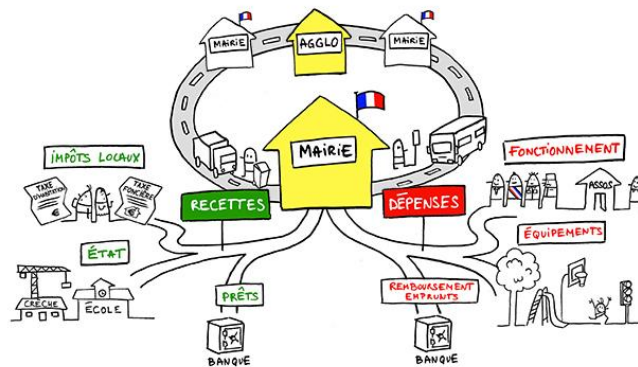 MAIRIE
AGGLO
MAIRIE
MAIRIE
IMPÔTS LOCAUX
TAXE
D'HABITATION
TAXE
FONCIÈRE
RECETTES
DÉPENSES
FONCTIONNEMENT
ASSOS
ÉTAT
CRÈCHE
ÉCOLE
PRÊTS
BANQUE
REMBOURSEMENT
EMPRUNTS
BANQUE
ÉQUIPEMENTS